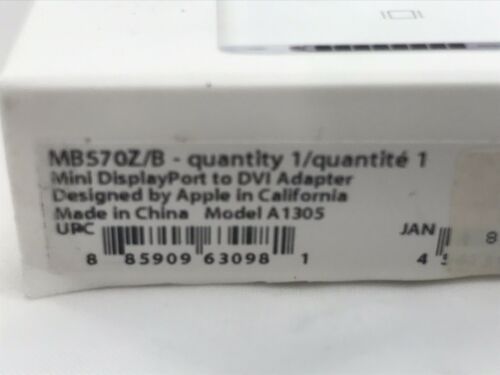 MB570Z/B - quantity 1/quantité 1
Mini DisplayPort to DVI Adapter
Designed by Apple in California
Made in China Model A1305
UPC JAN
8 85909 63098 1 4